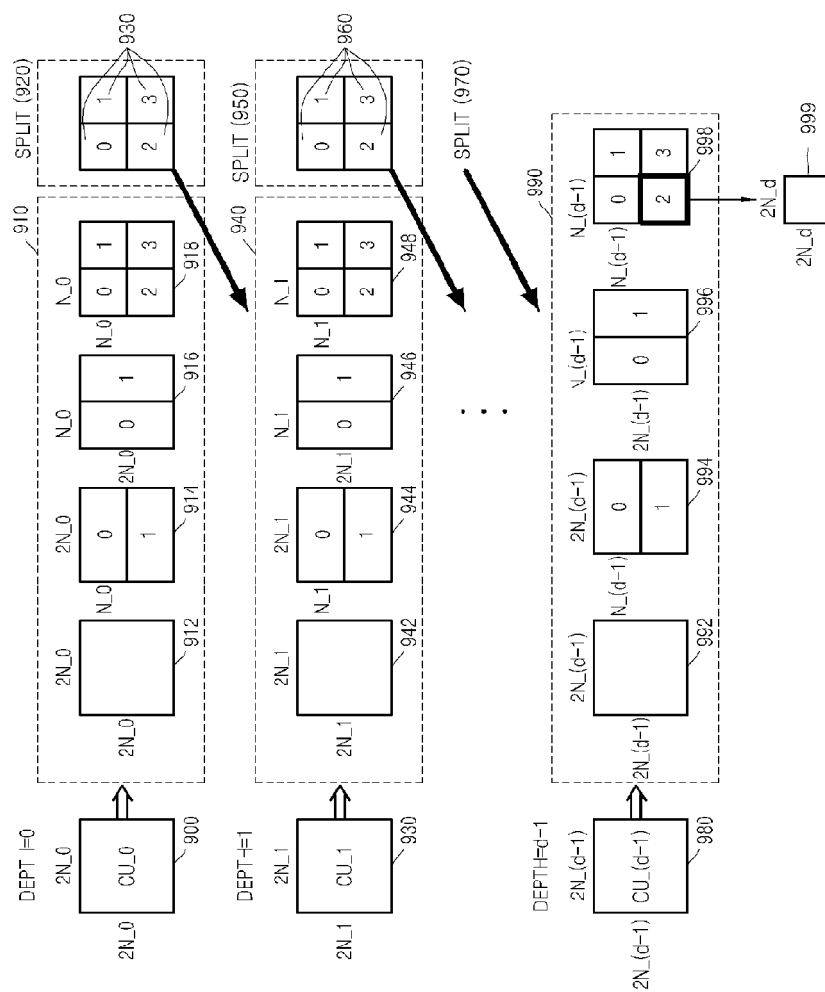 DEPT I=0
2N_0
2N_0
CU_0
900
910
2N_0
2N_0
912
2N_0
N_0
0
1
914
N_0
2N_0
0 1
916
N_0
N_0
0 1
2 3
918
SPLIT (920)
0 1
2 3
930
DEPT-I=1
2N_1
2N_1
CU_1
930
940
2N_1
2N_1
942
2N_1
N_1
0
1
944
N_1
2N_1
0 1
946
N_1
N_1
0 1
2 3
948
SPLIT (950)
0 1
2 3
960
SPLIT (970)
DEPTH=d-1
2N_(d-1)
2N_(d-1)
CU_(d-1)
980
990
2N_(d-1)
2N_(d-1)
992
2N_(d-1)
N_(d-1)
0
1
994
N_(d-1)
2N_(d-1)
0 1
996
N_(d-1)
N_(d-1)
0 1
2 3
998
2N_d
2N_d
999